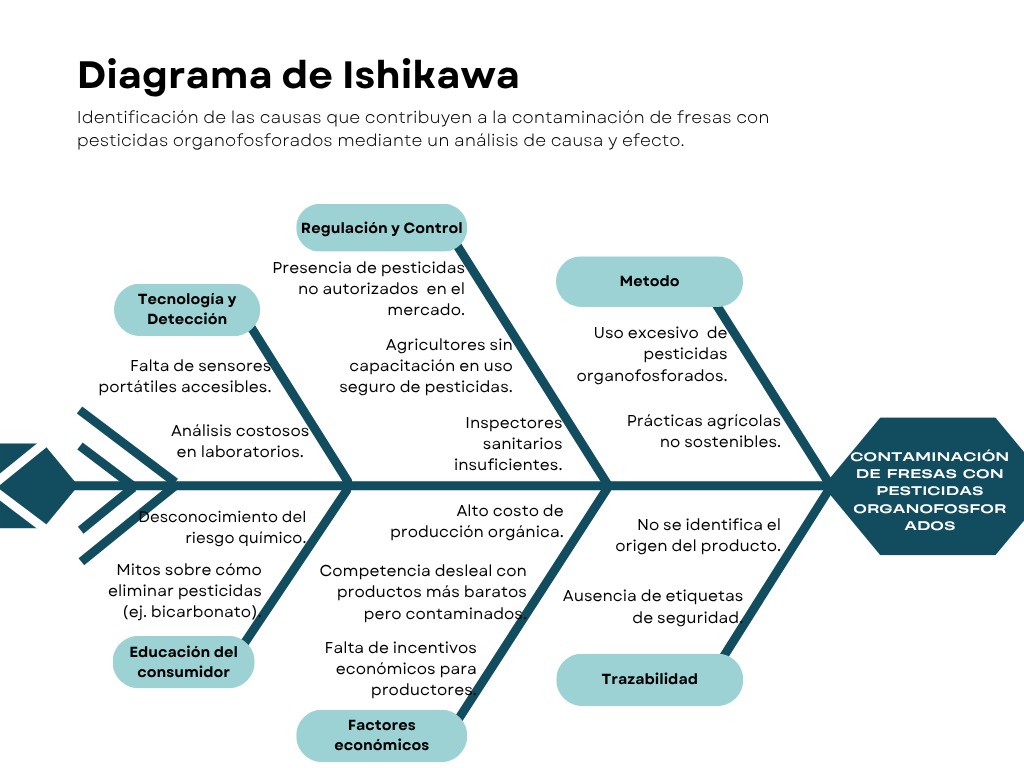 Diagrama de Ishikawa
Identificación de las causas que contribuyen a la contaminación de fresas con
pesticidas organofosforados mediante un análisis de causa y efecto.
Regulación y Control
Presencia de pesticidas
no autorizados  en el
mercado.
Agricultores sin
capacitación en uso
seguro de pesticidas.
Inspectores
sanitarios
insuficientes.
Metodo
Uso excesivo  de
pesticidas
organofosforados.
Prácticas agrícolas
no sostenibles.
Tecnología y
Detección
Falta de sensores
portátiles accesibles.
Análisis costosos
en laboratorios.
CONTAMINACIÓN
DE FRESAS CON
PESTICIDAS
ORGANOFOSFOR
ADOS
Desconocimiento del
riesgo químico.
Mitos sobre cómo
eliminar pesticidas
(ej. bicarbonato).
Educación del
consumidor
Alto costo de
producción orgánica.
Competencia desleal con
productos más baratos
pero contaminados.
Falta de incentivos
económicos para
productores.
Factores
económicos
No se identifica el
origen del producto.
Ausencia de etiquetas
de seguridad.
Trazabilidad